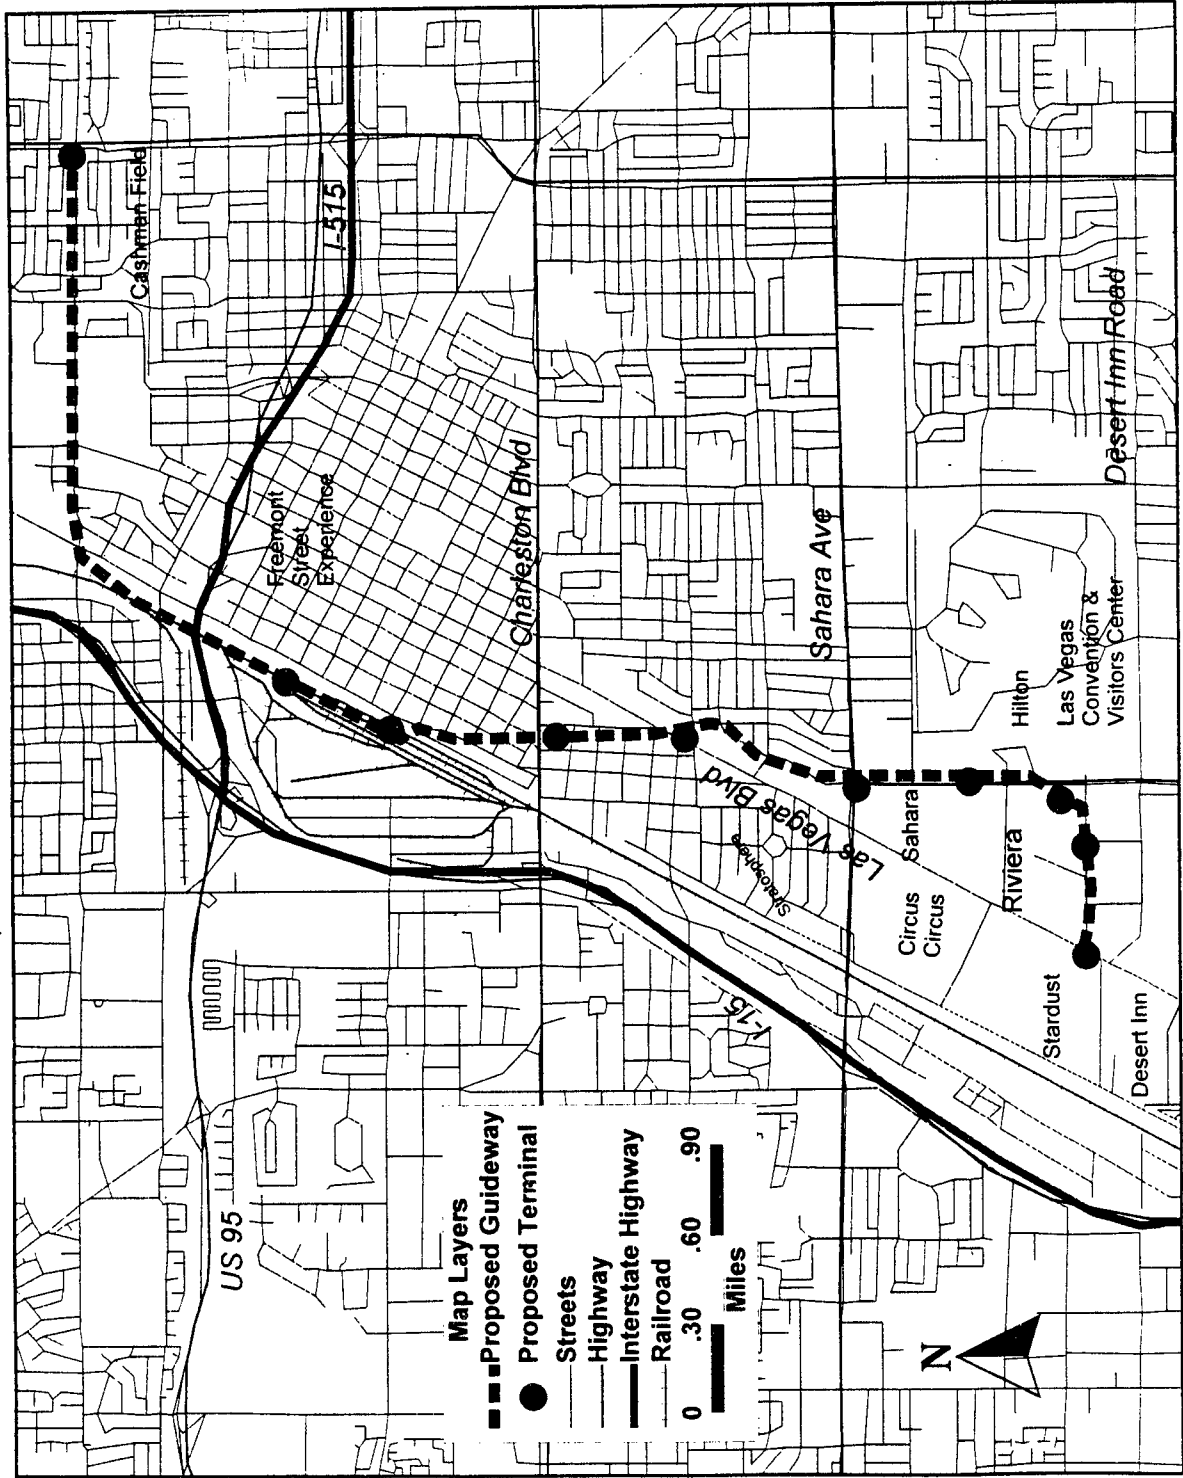 Cashman Field
I-515
Freemont
Street
Experience
Charleston Blvd
Sahara Ave
Desert Inn Road
Las Vegas Blvd
Stratosphere
Sahara
Hilton
Las Vegas
Convention &
Visitors Center
Riviera
Circus
Circus
Stardust
Desert Inn
I-15
US 95
Map Layers
Proposed Guideway
Proposed Terminal
Streets
Highway
Interstate Highway
Railroad
0 .30 .60 .90
Miles
N